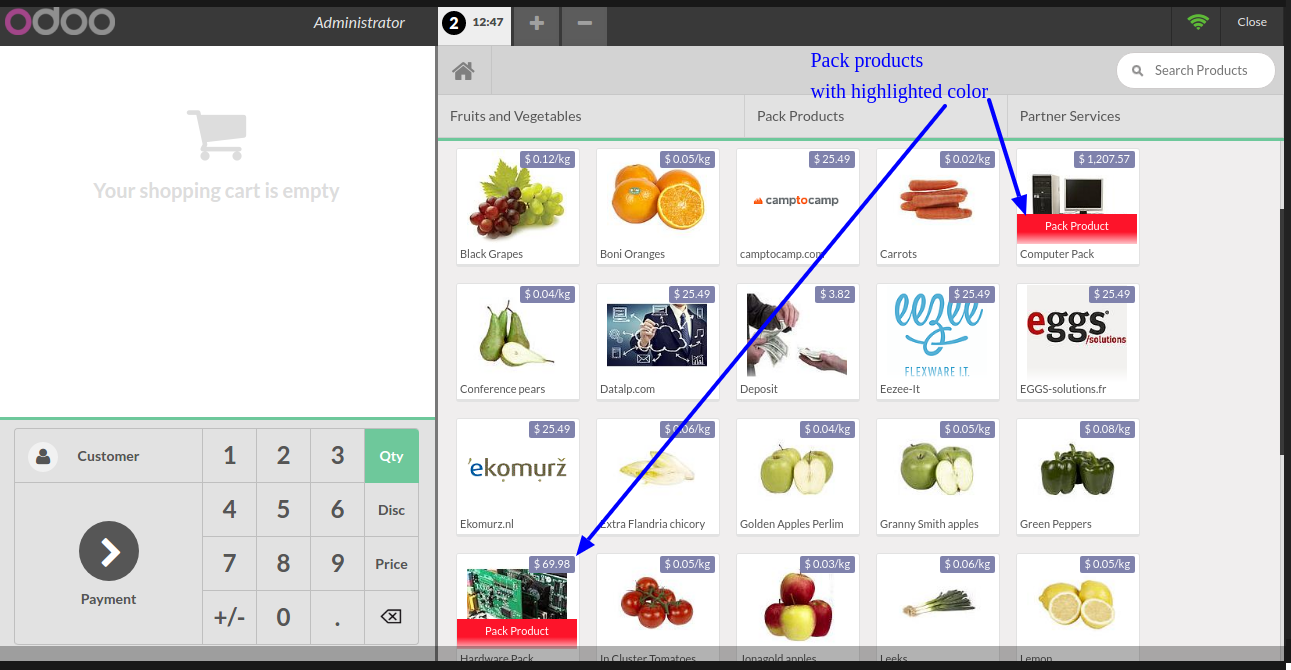 odoo
Administrator
2 12:47
+
−
Close
Pack products
with highlighted color
Search Products
Fruits and Vegetables
Pack Products
Partner Services
Your shopping cart is empty
$ 0.12/kg
Black Grapes
$ 0.05/kg
Boni Oranges
$ 25.49
camptocamp
camptocamp.com
$ 0.02/kg
Carrots
$ 1,207.57
Pack Product
Computer Pack
$ 0.04/kg
Conference pears
$ 25.49
Datalp.com
$ 3.82
Deposit
$ 25.49
eezee
FLEXWARE I.T.
Eezee-It
$ 25.49
eggs
/solutions
EGGS-solutions.fr
$ 25.49
ekomurz
Ekomurz.nl
$ 0.06/kg
Extra Flandria chicory
$ 0.04/kg
Golden Apples Perlim
$ 0.05/kg
Granny Smith apples
$ 0.08/kg
Green Peppers
$ 69.98
Pack Product
Hardware Pack
$ 0.05/kg
In Cluster Tomatoes
$ 0.03/kg
Jonagold apples
$ 0.06/kg
Leeks
$ 0.05/kg
Lemon
Customer
Payment
1 2 3 Qty
4 5 6 Disc
7 8 9 Price
+/- 0 .